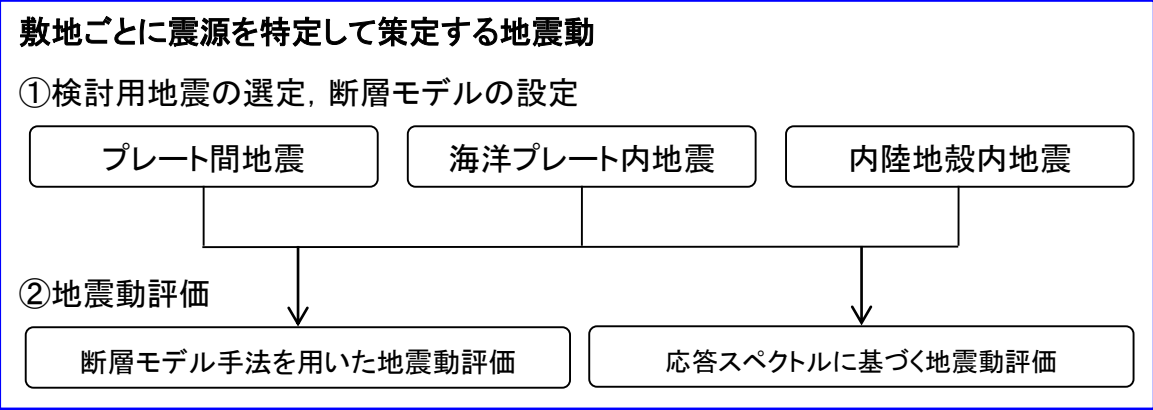 敷地ごとに震源を特定して策定する地震動
①検討用地震の選定, 断層モデルの設定
プレート間地震
海洋プレート内地震
内陸地殻内地震
②地震動評価
断層モデル手法を用いた地震動評価
応答スペクトルに基づく地震動評価